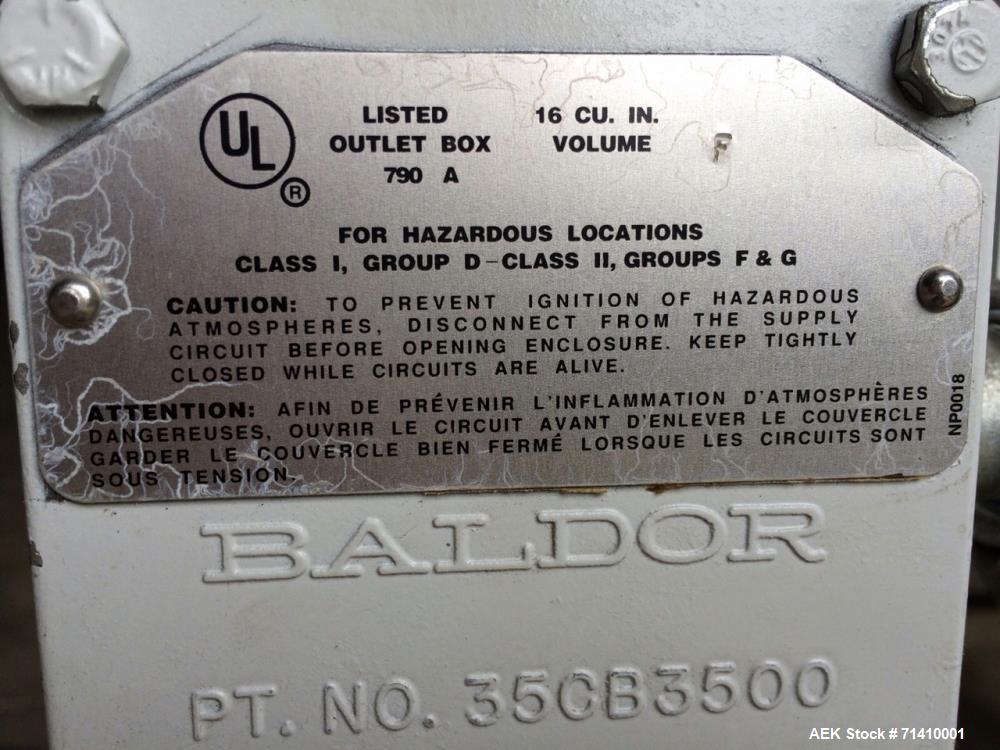 UL
®
LISTED 16 CU. IN.
OUTLET BOX VOLUME F
790 A
FOR HAZARDOUS LOCATIONS
CLASS I, GROUP D - CLASS II, GROUPS F & G
CAUTION: TO PREVENT IGNITION OF HAZARDOUS
ATMOSPHERES, DISCONNECT FROM THE SUPPLY
CIRCUIT BEFORE OPENING ENCLOSURE. KEEP TIGHTLY
CLOSED WHILE CIRCUITS ARE ALIVE.
ATTENTION: AFIN DE PRÉVENIR L'INFLAMMATION D'ATMOSPHÈRES
DANGEREUSES, OUVRIR LE CIRCUIT AVANT D'ENLEVER LE COUVERCLE
GARDER LE COUVERCLE BIEN FERMÉ LORSQUE LES CIRCUITS SONT
SOUS TENSION.
NP0018
BALDOR
PT. NO. 35CB3500
AEK Stock # 71410001